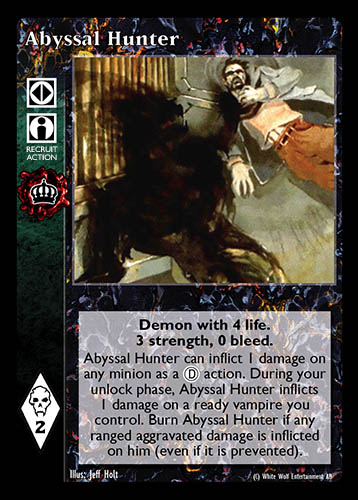 Abyssal Hunter
RECRUIT
ACTION
Demon with 4 life.
3 strength, 0 bleed.
Abyssal Hunter can inflict 1 damage on
any minion as a Ⓓ action. During your
unlock phase, Abyssal Hunter inflicts
1 damage on a ready vampire you
control. Burn Abyssal Hunter if any
ranged aggravated damage is inflicted
on him (even if it is prevented).
2
Illus: Jeff Holt
(C) White Wolf Entertainment AB